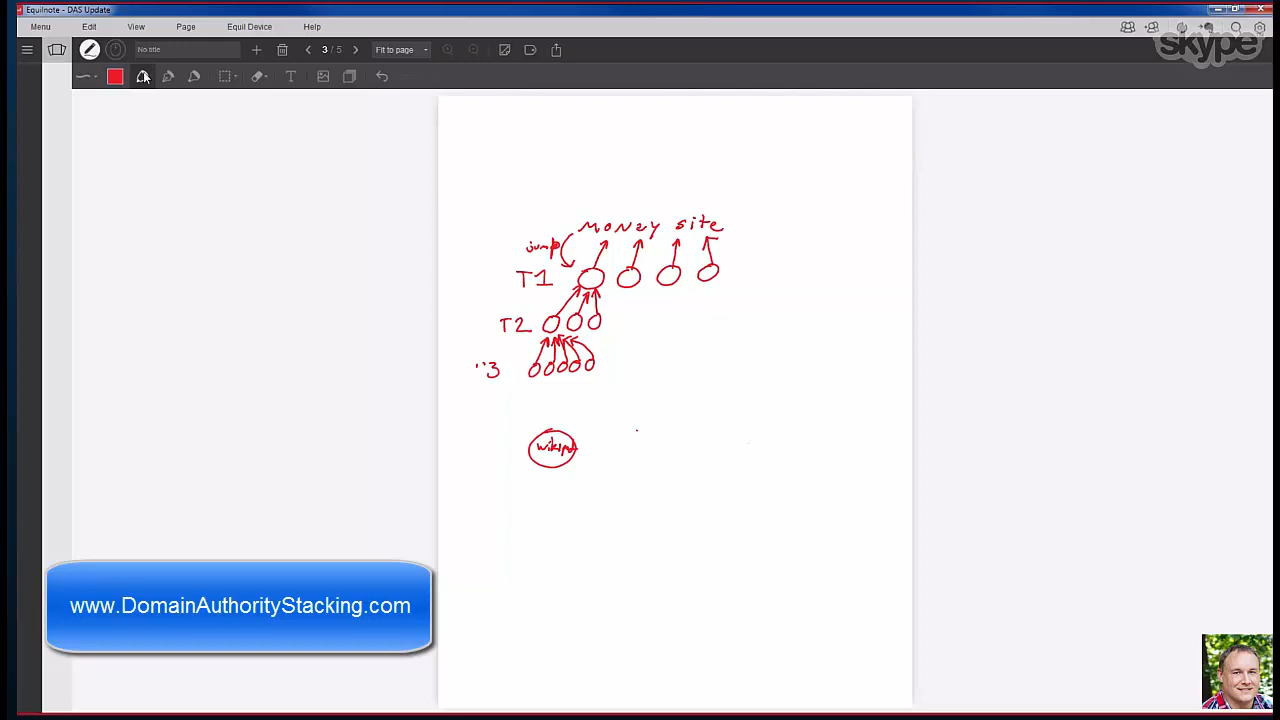 Equilnote - DAS Update
Menu Edit View Page Equil Device Help
skype
No title 3 / 5 Fit to page
T
money site
jump
T1
T2
3
wikipd
www.DomainAuthorityStacking.com